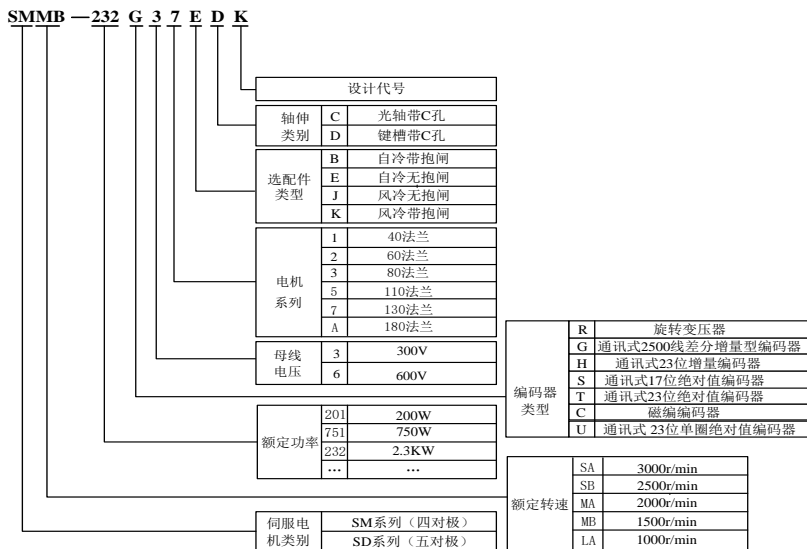 SMMB —232 G 3 7 E D K
设计代号
轴伸
类别
C 光轴带C孔
D 键槽带C孔
选配件
类型
B 自冷带抱闸
E 自冷无抱闸
J 风冷无抱闸
K 风冷带抱闸
电机
系列
1 40法兰
2 60法兰
3 80法兰
5 110法兰
7 130法兰
A 180法兰
母线
电压
3 300V
6 600V
编码器
类型
R 旋转变压器
G 通讯式2500线差分增量型编码器
H 通讯式23位增量编码器
S 通讯式17位绝对值编码器
T 通讯式23位绝对值编码器
C 磁编编码器
U 通讯式 23位单圈绝对值编码器
额定功率
201 200W
751 750W
232 2.3KW
... ...
额定转速
SA 3000r/min
SB 2500r/min
MA 2000r/min
MB 1500r/min
LA 1000r/min
伺服电
机类别
SM系列（四对极）
SD系列（五对极）